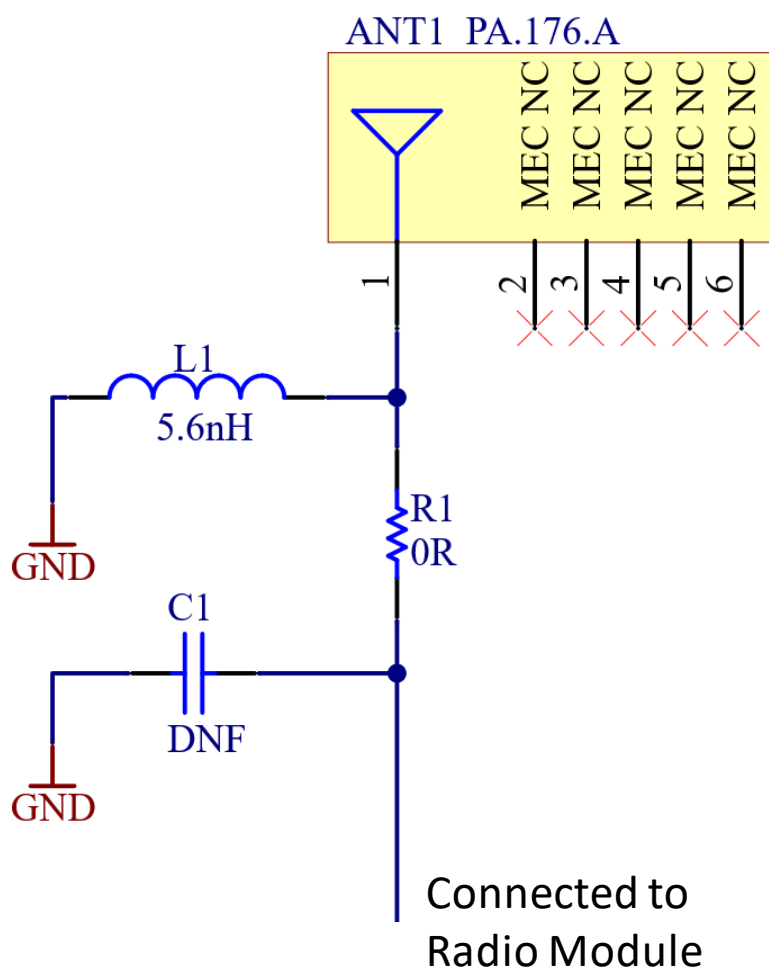 ANT1 PA.176.A
MEC NC
MEC NC
MEC NC
MEC NC
MEC NC
1
2
3
4
5
6
L1
5.6nH
GND
R1
0R
C1
DNF
GND
Connected to
Radio Module